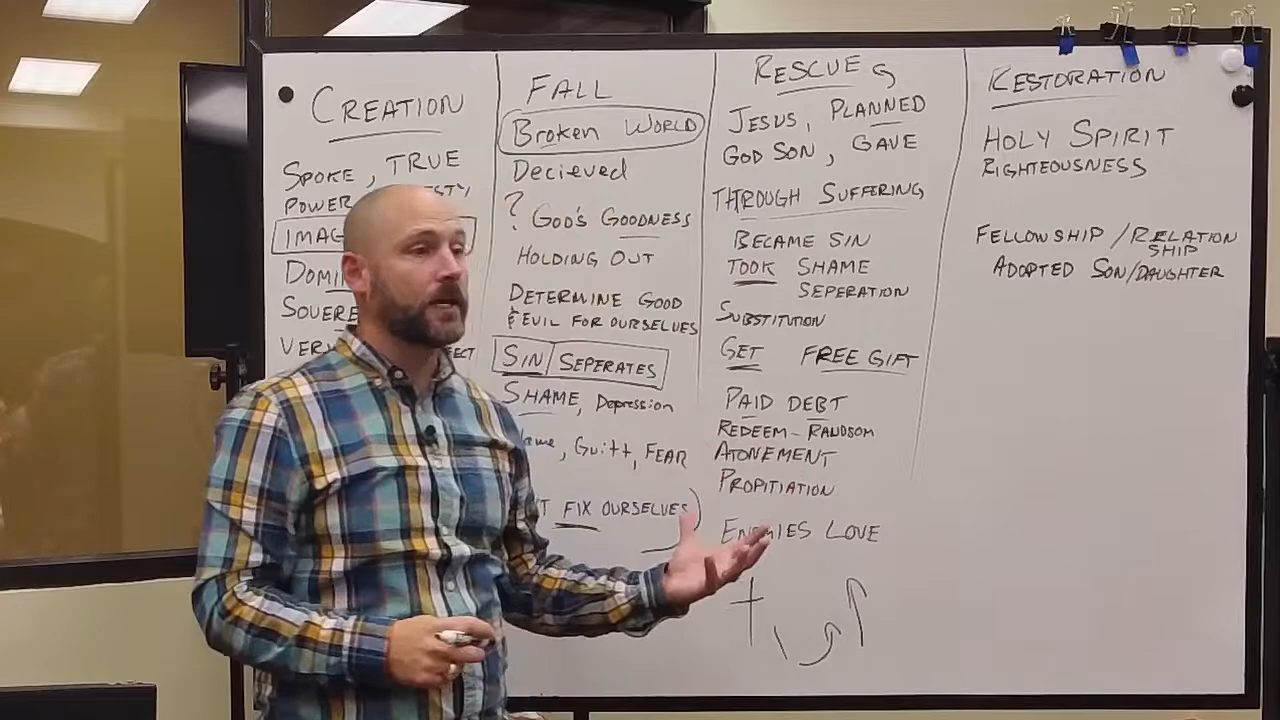 CREATION
SPOKE, TRUE
POWER
IMAG
DOMI
SOVERE
VER
FALL
Broken WORLD
Decieved
? GOD'S GOODNESS
HOLDING OUT
DETERMINE GOOD
& EVIL FOR OURSELVES
SIN/SEPERATES
SHAME, Depression
lame, Guilt, FEAR
'T FIX OURSELVES)
RESCUE
JESUS, PLANNED
GOD SON, GAVE
THROUGH SUFFERING
BECAME SIN
TOOK SHAME
SEPERATION
SUBSTITUTION
GET FREE GIFT
PAID DEBT
REDEEM - RANDSOM
ATONEMENT
PROPITIATION
ENEMIES LOVE
RESTORATION
HOLY SPIRIT
RIGHTEOUSNESS
FELLOWSHIP / RELATION
SHIP
ADOPTED SON/DAUGHTER